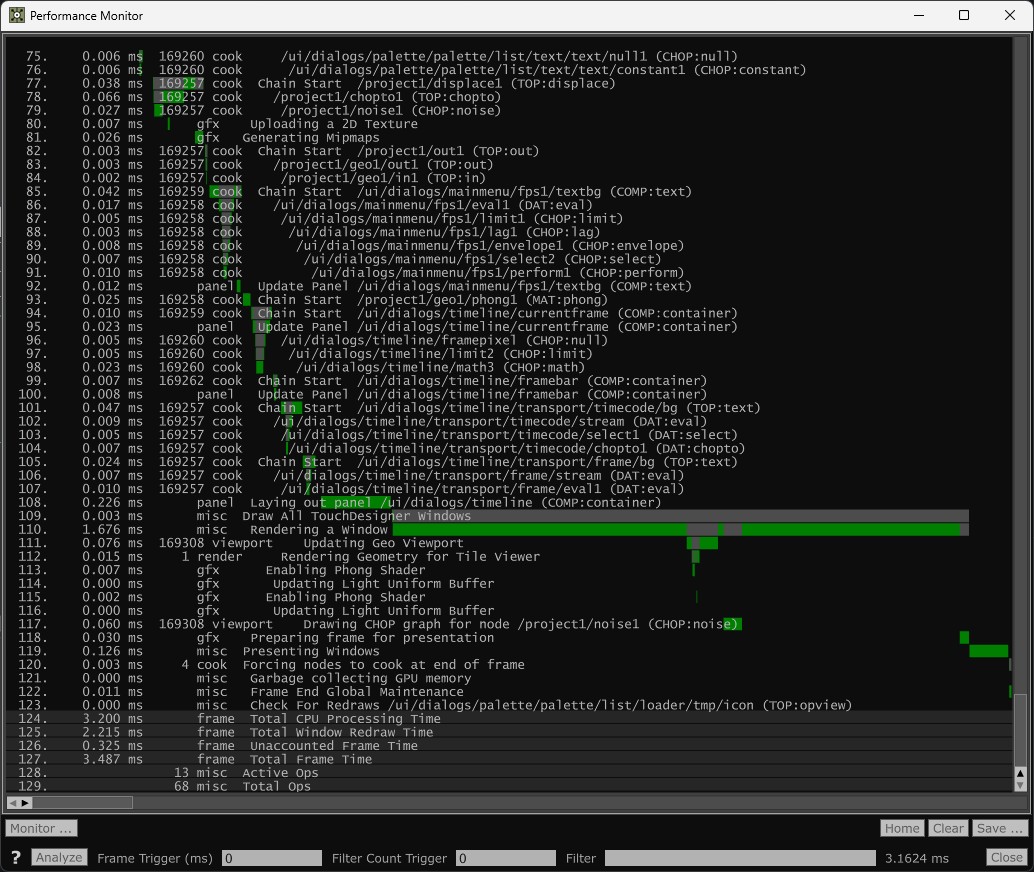 Performance Monitor
75. 0.006 ms 169260 cook /ui/dialogs/palette/palette/list/text/text/null1 (CHOP:null)
76. 0.006 ms 169260 cook /ui/dialogs/palette/palette/list/text/text/constant1 (CHOP:constant)
77. 0.038 ms 169257 cook Chain Start /project1/displace1 (TOP:displace)
78. 0.066 ms 169257 cook /project1/chopto1 (TOP:chopto)
79. 0.027 ms 169257 cook /project1/noise1 (CHOP:noise)
80. 0.007 ms gfx Uploading a 2D Texture
81. 0.026 ms gfx Generating Mipmaps
82. 0.003 ms 169257 cook Chain Start /project1/out1 (TOP:out)
83. 0.003 ms 169257 cook /project1/geo1/out1 (TOP:out)
84. 0.002 ms 169257 cook /project1/geo1/in1 (TOP:in)
85. 0.042 ms 169259 cook Chain Start /ui/dialogs/mainmenu/fps1/textbg (COMP:text)
86. 0.017 ms 169258 cook /ui/dialogs/mainmenu/fps1/eval1 (DAT:eval)
87. 0.005 ms 169258 cook /ui/dialogs/mainmenu/fps1/limit1 (CHOP:limit)
88. 0.003 ms 169258 cook /ui/dialogs/mainmenu/fps1/lag1 (CHOP:lag)
89. 0.008 ms 169258 cook /ui/dialogs/mainmenu/fps1/envelope1 (CHOP:envelope)
90. 0.007 ms 169258 cook /ui/dialogs/mainmenu/fps1/select2 (CHOP:select)
91. 0.010 ms 169258 cook /ui/dialogs/mainmenu/fps1/perform1 (CHOP:perform)
92. 0.012 ms panel Update Panel /ui/dialogs/mainmenu/fps1/textbg (COMP:text)
93. 0.025 ms 169258 cook Chain Start /project1/geo1/phong1 (MAT:phong)
94. 0.010 ms 169259 cook Chain Start /ui/dialogs/timeline/currentframe (COMP:container)
95. 0.023 ms panel Update Panel /ui/dialogs/timeline/currentframe (COMP:container)
96. 0.005 ms 169260 cook /ui/dialogs/timeline/framepixel (CHOP:null)
97. 0.005 ms 169260 cook /ui/dialogs/timeline/limit2 (CHOP:limit)
98. 0.023 ms 169260 cook /ui/dialogs/timeline/math3 (CHOP:math)
99. 0.007 ms 169262 cook Chain Start /ui/dialogs/timeline/framebar (COMP:container)
100. 0.008 ms panel Update Panel /ui/dialogs/timeline/framebar (COMP:container)
101. 0.047 ms 169257 cook Chain Start /ui/dialogs/timeline/transport/timecode/bg (TOP:text)
102. 0.009 ms 169257 cook /ui/dialogs/timeline/transport/timecode/stream (DAT:eval)
103. 0.005 ms 169257 cook /ui/dialogs/timeline/transport/timecode/select1 (DAT:select)
104. 0.007 ms 169257 cook /ui/dialogs/timeline/transport/timecode/chopto1 (DAT:chopto)
105. 0.024 ms 169257 cook Chain Start /ui/dialogs/timeline/transport/frame/bg (TOP:text)
106. 0.007 ms 169257 cook /ui/dialogs/timeline/transport/frame/stream (DAT:eval)
107. 0.010 ms 169257 cook /ui/dialogs/timeline/transport/frame/eval1 (DAT:eval)
108. 0.226 ms panel Laying out panel /ui/dialogs/timeline (COMP:container)
109. 0.003 ms misc Draw All TouchDesigner Windows
110. 1.676 ms misc Rendering a Window
111. 0.076 ms 169308 viewport Updating Geo Viewport
112. 0.015 ms 1 render Rendering Geometry for Tile Viewer
113. 0.007 ms gfx Enabling Phong Shader
114. 0.000 ms gfx Updating Light Uniform Buffer
115. 0.002 ms gfx Enabling Phong Shader
116. 0.000 ms gfx Updating Light Uniform Buffer
117. 0.060 ms 169308 viewport Drawing CHOP graph for node /project1/noise1 (CHOP:noise)
118. 0.030 ms gfx Preparing frame for presentation
119. 0.126 ms misc Presenting Windows
120. 0.003 ms 4 cook Forcing nodes to cook at end of frame
121. 0.000 ms misc Garbage collecting GPU memory
122. 0.011 ms misc Frame End Global Maintenance
123. 0.000 ms misc Check For Redraws /ui/dialogs/palette/palette/list/loader/tmp/icon (TOP:opview)
124. 3.200 ms frame Total CPU Processing Time
125. 2.215 ms frame Total Window Redraw Time
126. 0.325 ms frame Unaccounted Frame Time
127. 3.487 ms frame Total Frame Time
128. 13 misc Active Ops
129. 68 misc Total Ops
Monitor ... Home Clear Save ...
? Analyze Frame Trigger (ms) 0 Filter Count Trigger 0 Filter 3.1624 ms Close